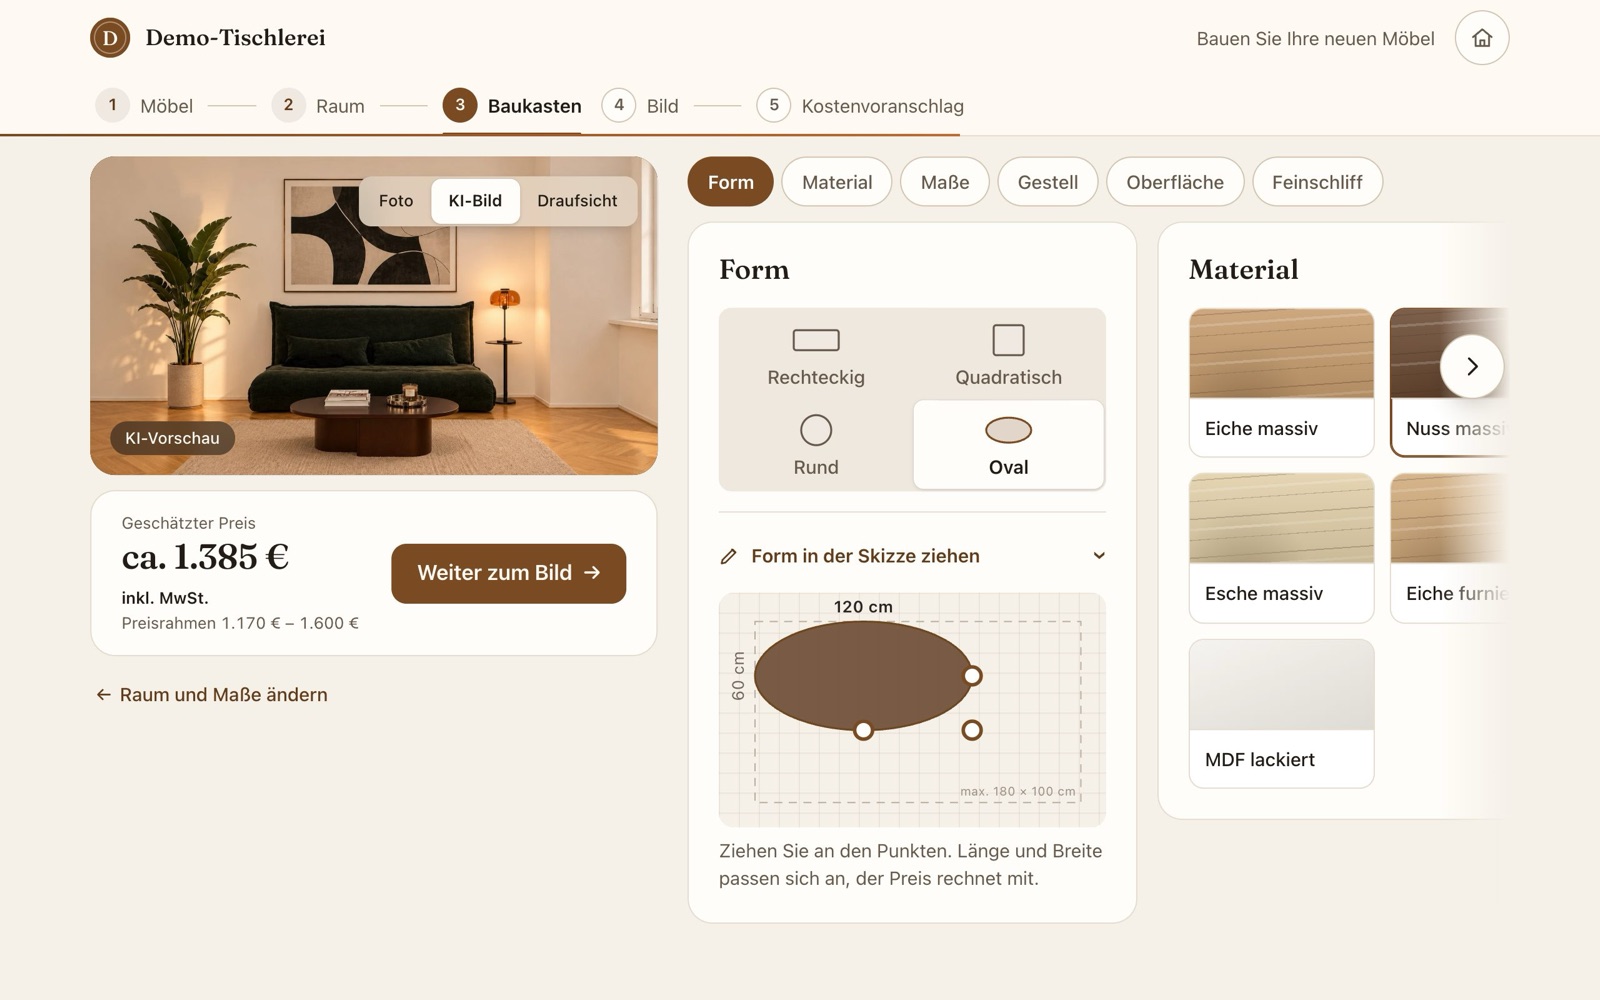 D
Demo-Tischlerei
Bauen Sie Ihre neuen Möbel
1 Möbel
2 Raum
3 Baukasten
4 Bild
5 Kostenvoranschlag
Foto
KI-Bild
Draufsicht
KI-Vorschau
Geschätzter Preis
ca. 1.385 €
inkl. MwSt.
Preisrahmen 1.170 € – 1.600 €
Weiter zum Bild →
← Raum und Maße ändern
Form
Material
Maße
Gestell
Oberfläche
Feinschliff
Form
Rechteckig
Quadratisch
Rund
Oval
Form in der Skizze ziehen
120 cm
60 cm
max. 180 × 100 cm
Ziehen Sie an den Punkten. Länge und Breite
passen sich an, der Preis rechnet mit.
Material
Eiche massiv
Nuss massi
Esche massiv
Eiche furnie
MDF lackiert